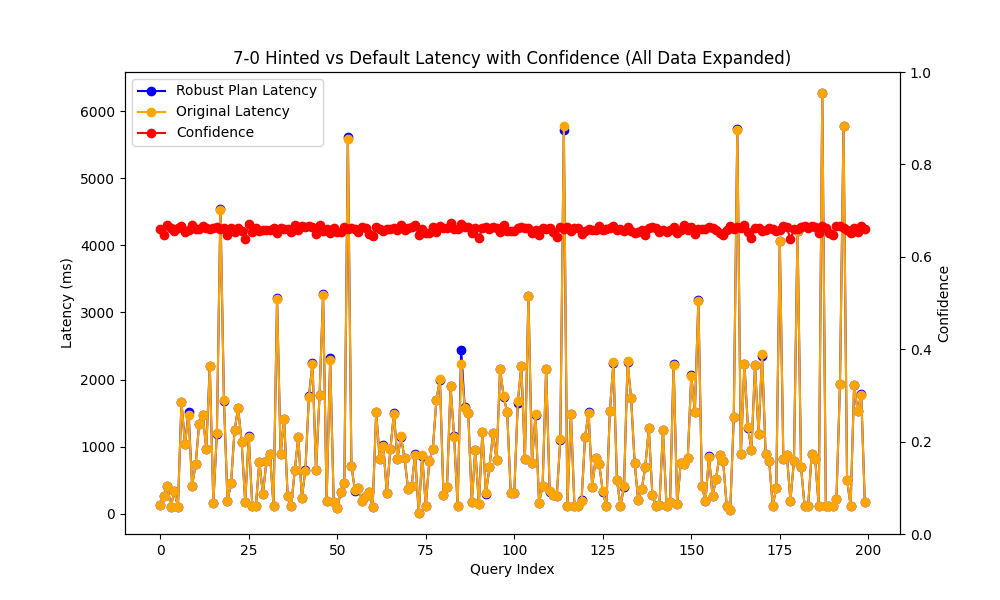 7-0 Hinted vs Default Latency with Confidence (All Data Expanded)
Robust Plan Latency
Original Latency
Confidence
Latency (ms)
6000
5000
4000
3000
2000
1000
0
1.0
0.8
0.6
0.4
0.2
0.0
Confidence
0 25 50 75 100 125 150 175 200
Query Index